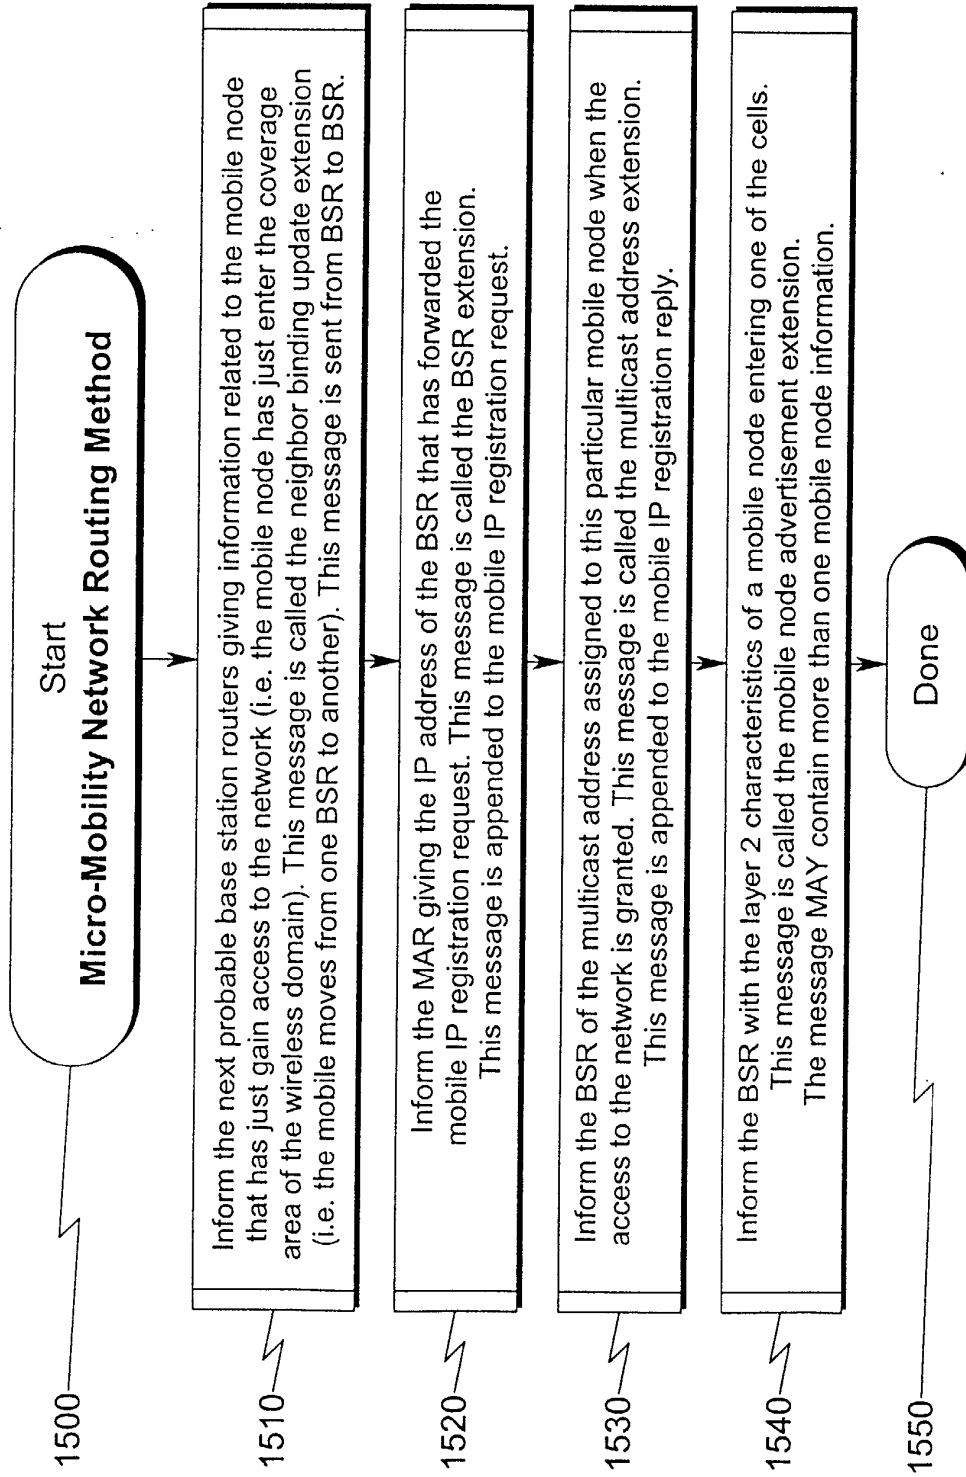 1500
Start
Micro-Mobility Network Routing Method
1510
Inform the next probable base station routers giving information related to the mobile node
that has just gain access to the network (i.e. the mobile node has just enter the coverage
area of the wireless domain). This message is called the neighbor binding update extension
(i.e. the mobile moves from one BSR to another). This message is sent from BSR to BSR.
1520
Inform the MAR giving the IP address of the BSR that has forwarded the
mobile IP registration request. This message is called the BSR extension.
This message is appended to the mobile IP registration request.
1530
Inform the BSR of the multicast address assigned to this particular mobile node when the
access to the network is granted. This message is called the multicast address extension.
This message is appended to the mobile IP registration reply.
1540
Inform the BSR with the layer 2 characteristics of a mobile node entering one of the cells.
This message is called the mobile node advertisement extension.
The message MAY contain more than one mobile node information.
1550
Done